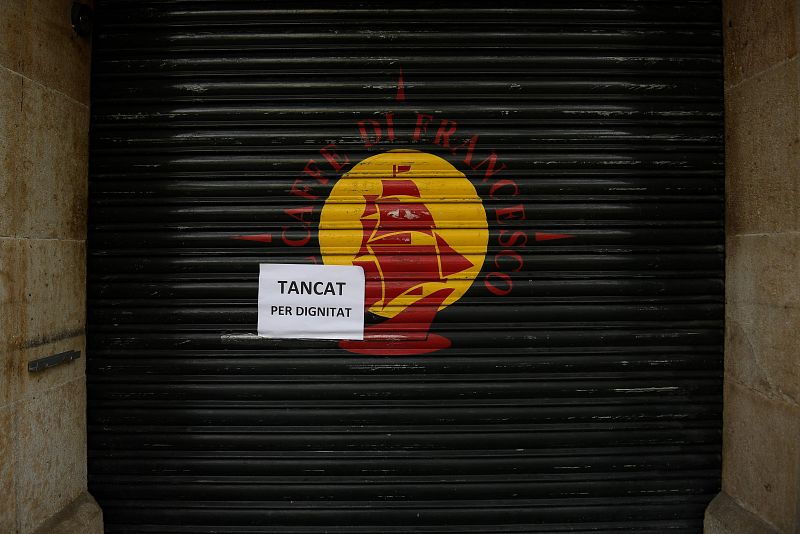 CAFFE DI FRANCESCO
TANCAT
PER DIGNITAT